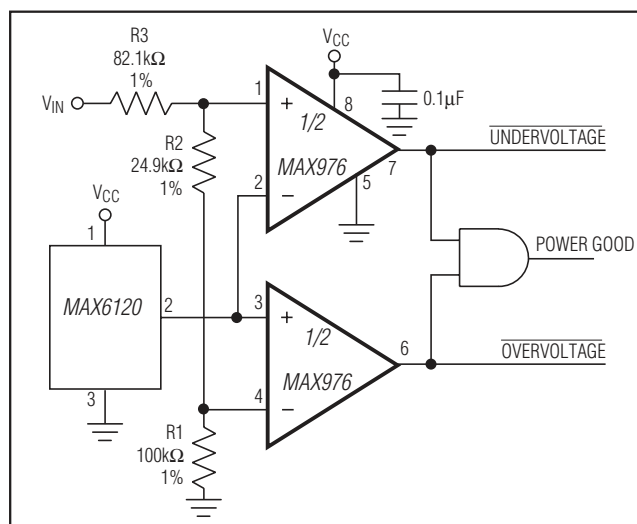 R3
82.1kΩ
1%
VIN
R2
24.9kΩ
1%
VCC
1
MAX6120
2
3
R1
100kΩ
1%
VCC
8
0.1µF
1
+
1/2
MAX976
2
−
7
5
UNDERVOLTAGE
POWER GOOD
3
+
1/2
MAX976
4
−
6
OVERVOLTAGE